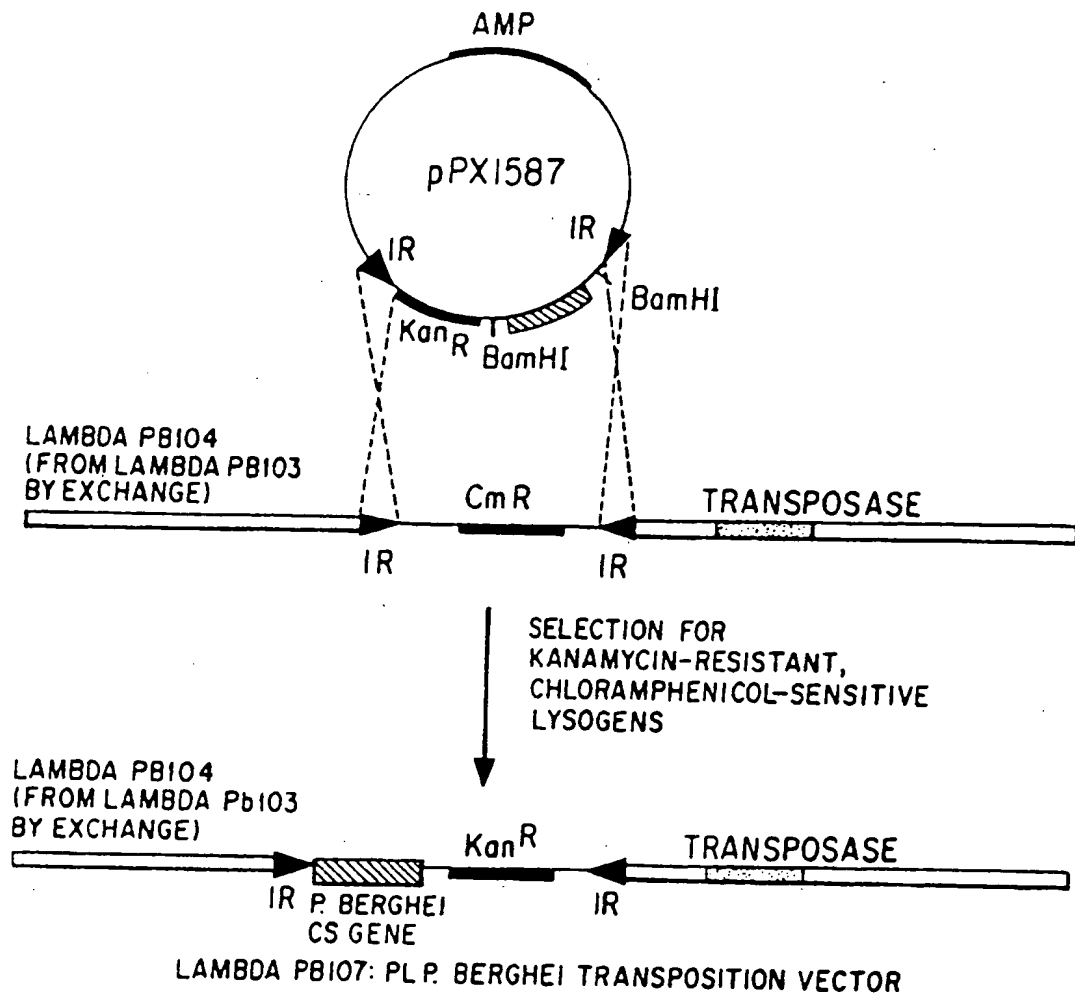 AMP
pPX1587
IR
IR
BamHI
KanR
BamHI
LAMBDA PB104
(FROM LAMBDA PB103
BY EXCHANGE)
CmR
TRANSPOSASE
IR
IR
SELECTION FOR
KANAMYCIN-RESISTANT,
CHLORAMPHENICOL-SENSITIVE
LYSOGENS
LAMBDA PB104
(FROM LAMBDA Pb103
BY EXCHANGE)
KanR
TRANSPOSASE
IR
P. BERGHEI
CS GENE
IR
LAMBDA PB107: PL P. BERGHEI TRANSPOSITION VECTOR